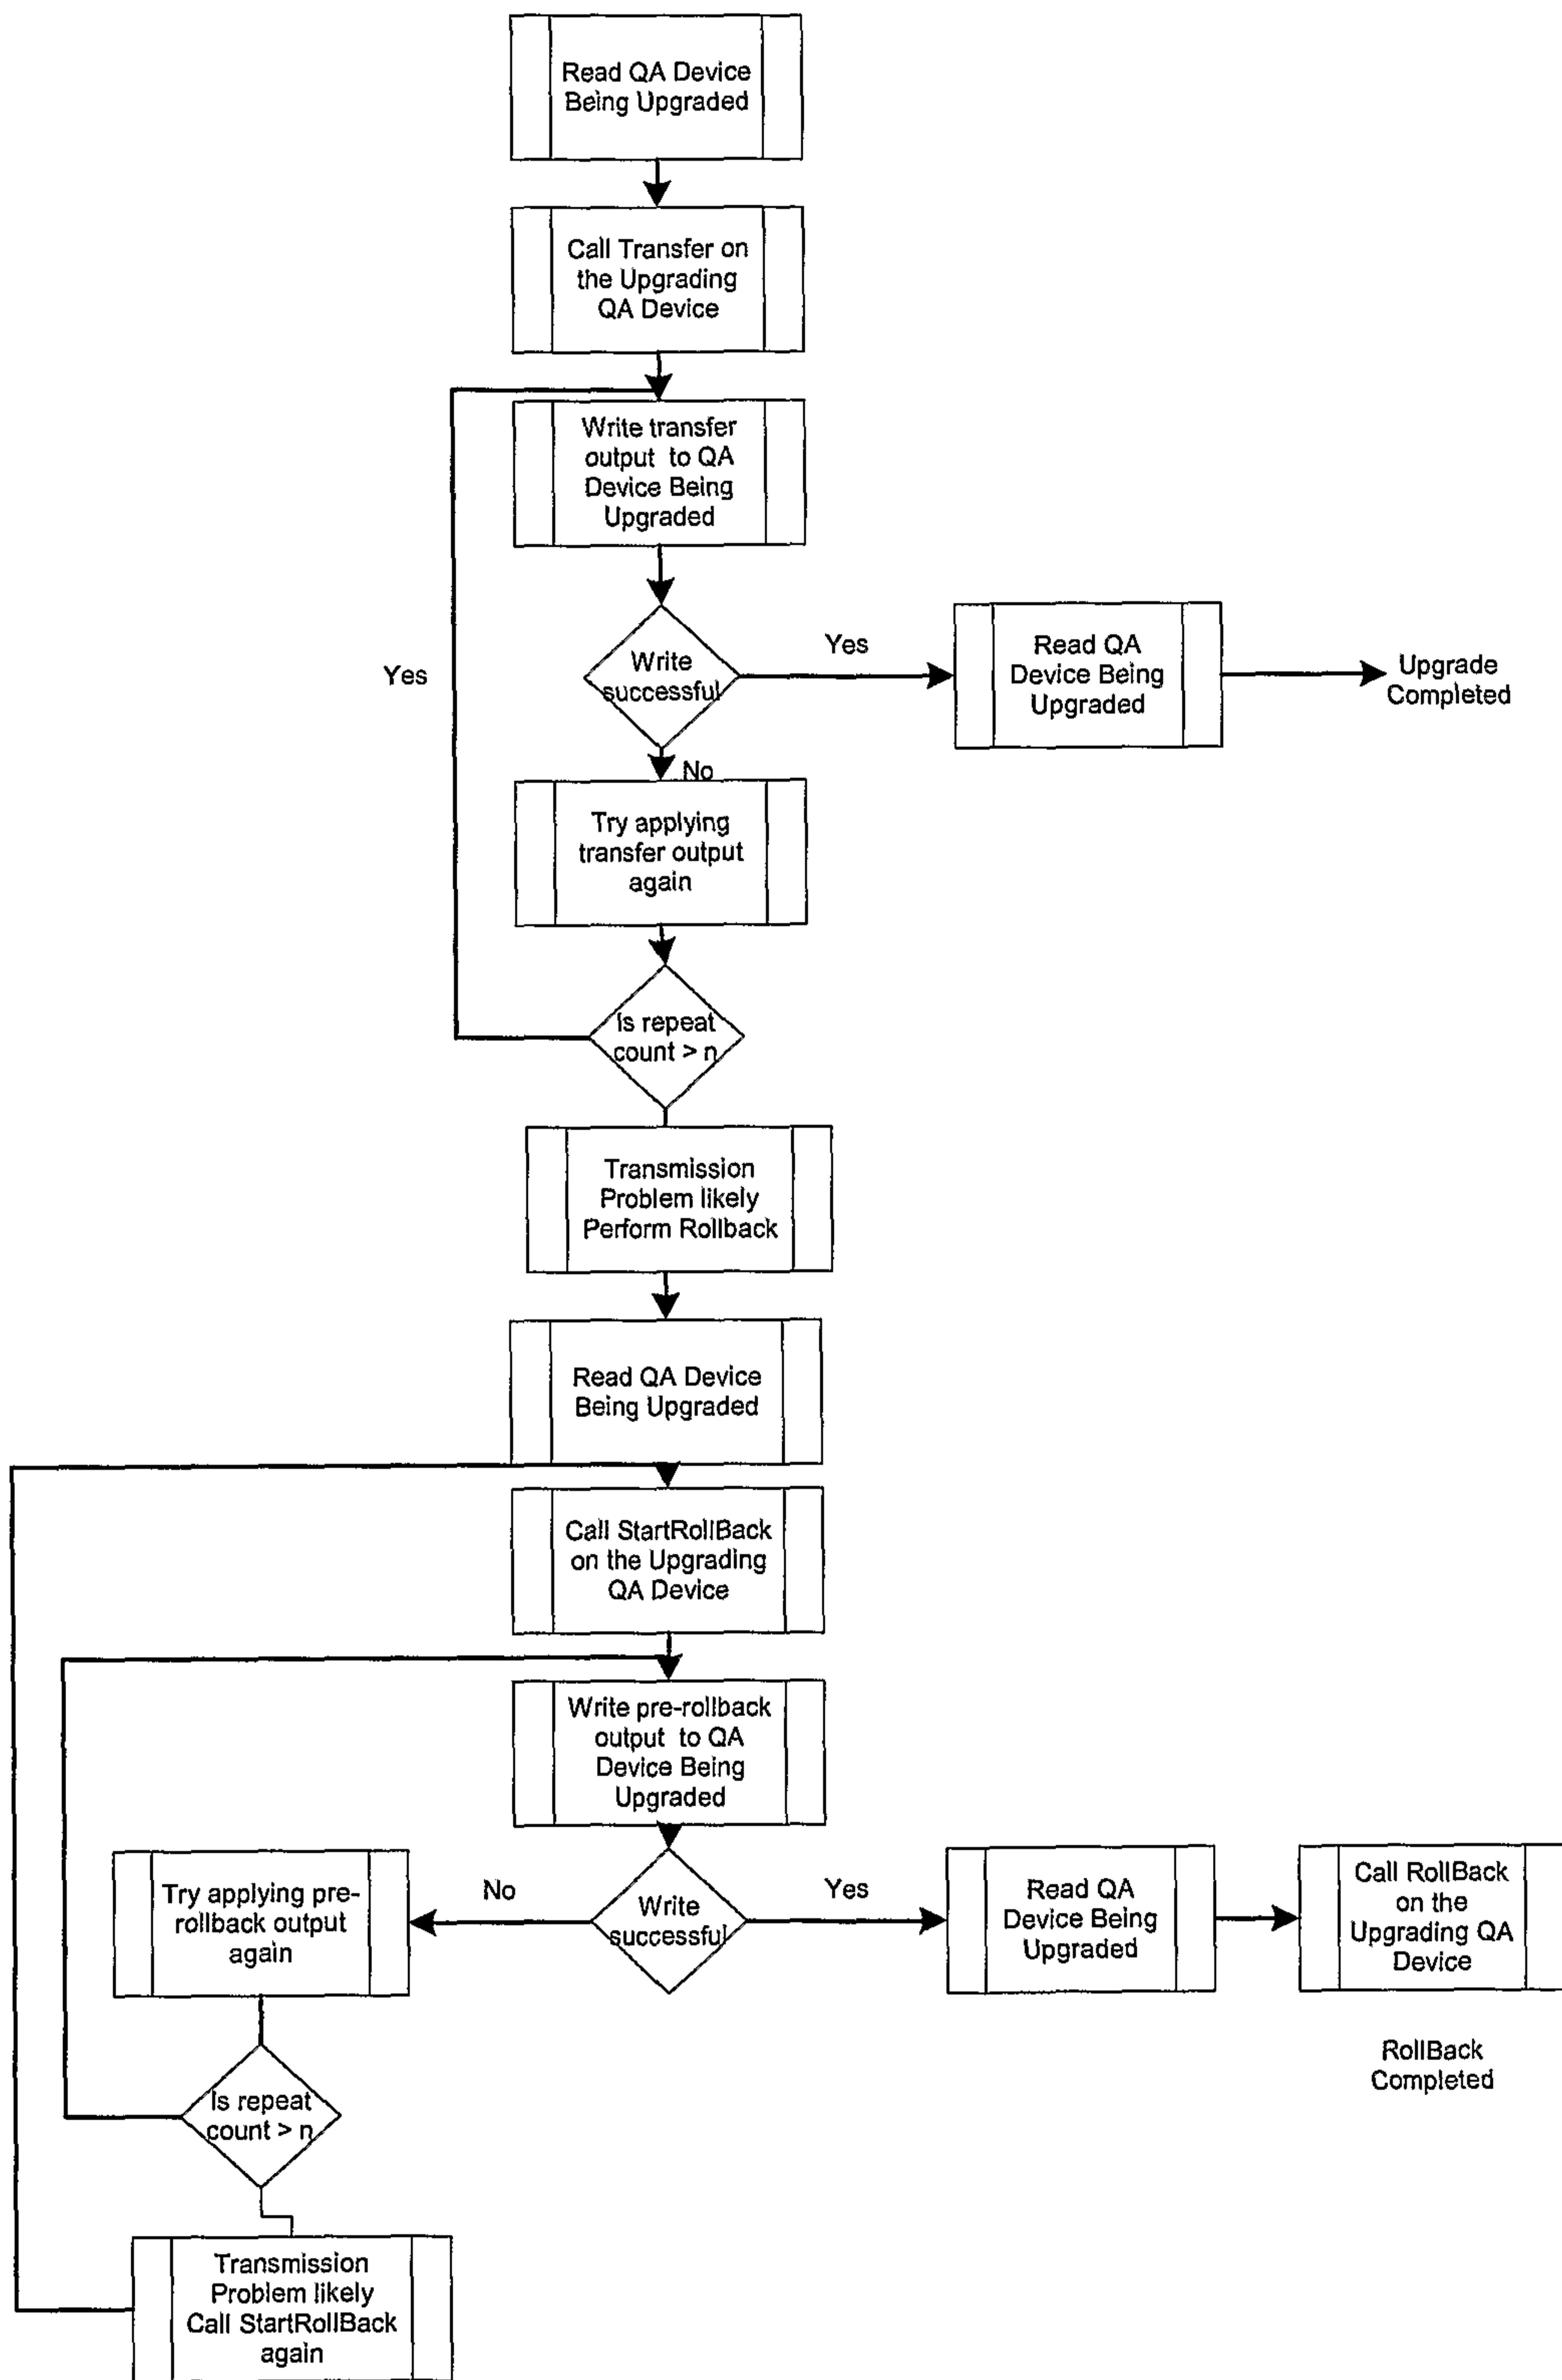 Read QA Device
Being Upgraded
Call Transfer on
the Upgrading
QA Device
Write transfer
output to QA
Device Being
Upgraded
Yes
Write
successful
Yes
Read QA
Device Being
Upgraded
Upgrade
Completed
No
Try applying
transfer output
again
Is repeat
count > n
Transmission
Problem likely
Perform Rollback
Read QA Device
Being Upgraded
Call StartRollBack
on the Upgrading
QA Device
Write pre-rollback
output to QA
Device Being
Upgraded
Try applying pre-
rollback output
again
No
Write
successful
Yes
Read QA
Device Being
Upgraded
Call RollBack
on the
Upgrading QA
Device
RollBack
Completed
Is repeat
count > n
Transmission
Problem likely
Call StartRollBack
again